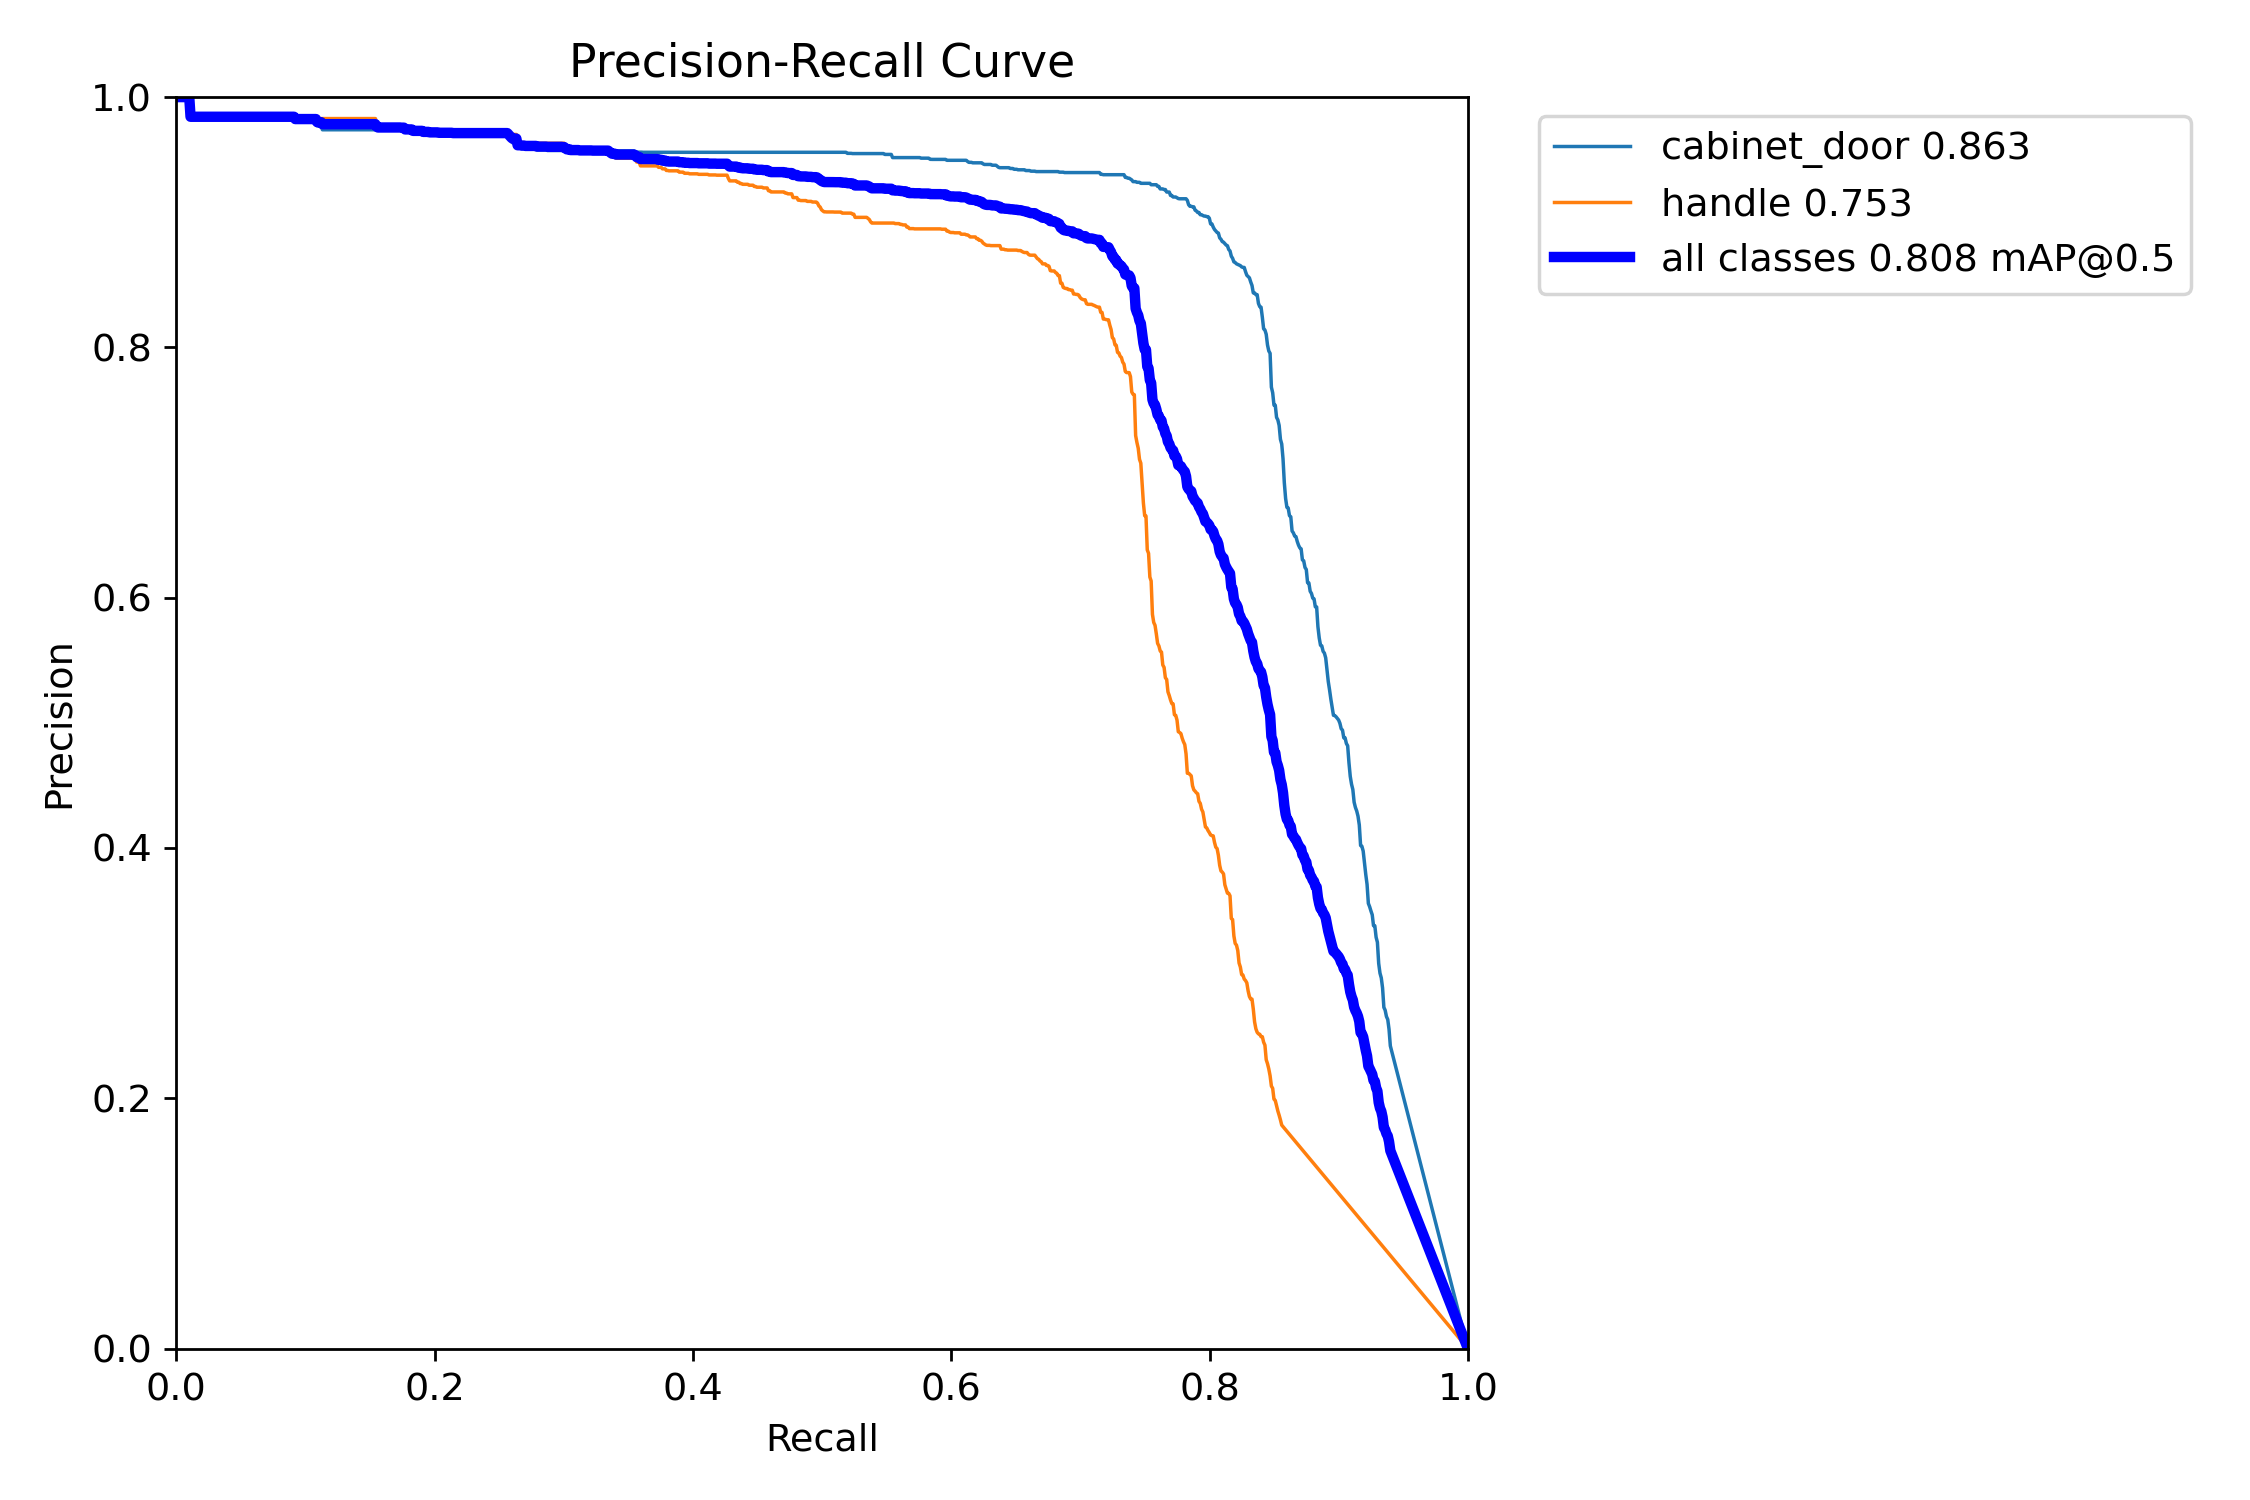 Precision-Recall Curve
1.0
0.8
0.6
0.4
0.2
0.0
Precision
0.0 0.2 0.4 0.6 0.8 1.0
Recall
cabinet_door 0.863
handle 0.753
all classes 0.808 mAP@0.5